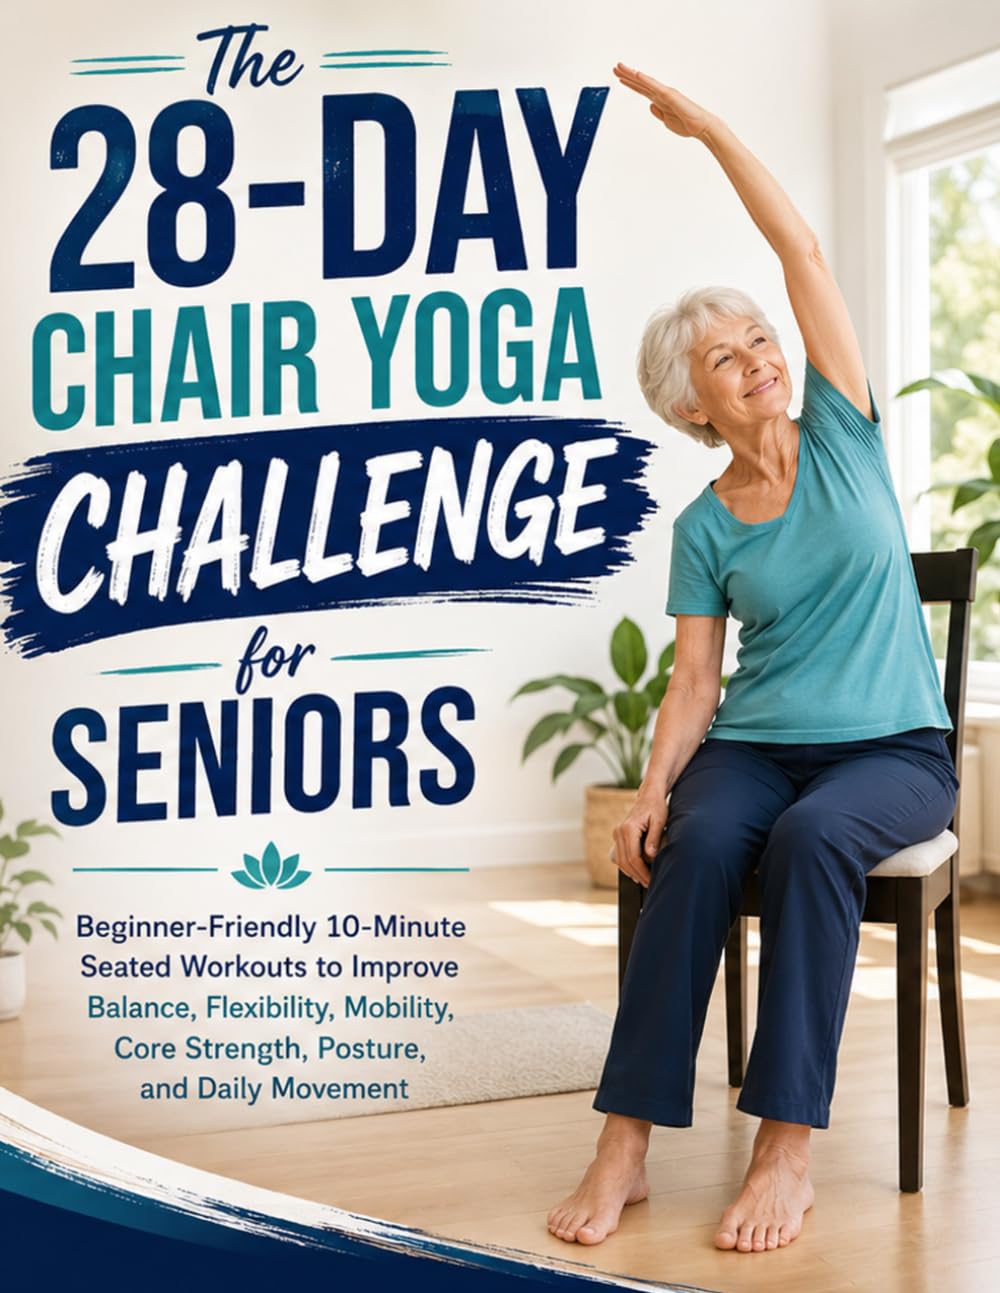 The
28-DAY
CHAIR YOGA
CHALLENGE
for
SENIORS
Beginner-Friendly 10-Minute
Seated Workouts to Improve
Balance, Flexibility, Mobility,
Core Strength, Posture,
and Daily Movement